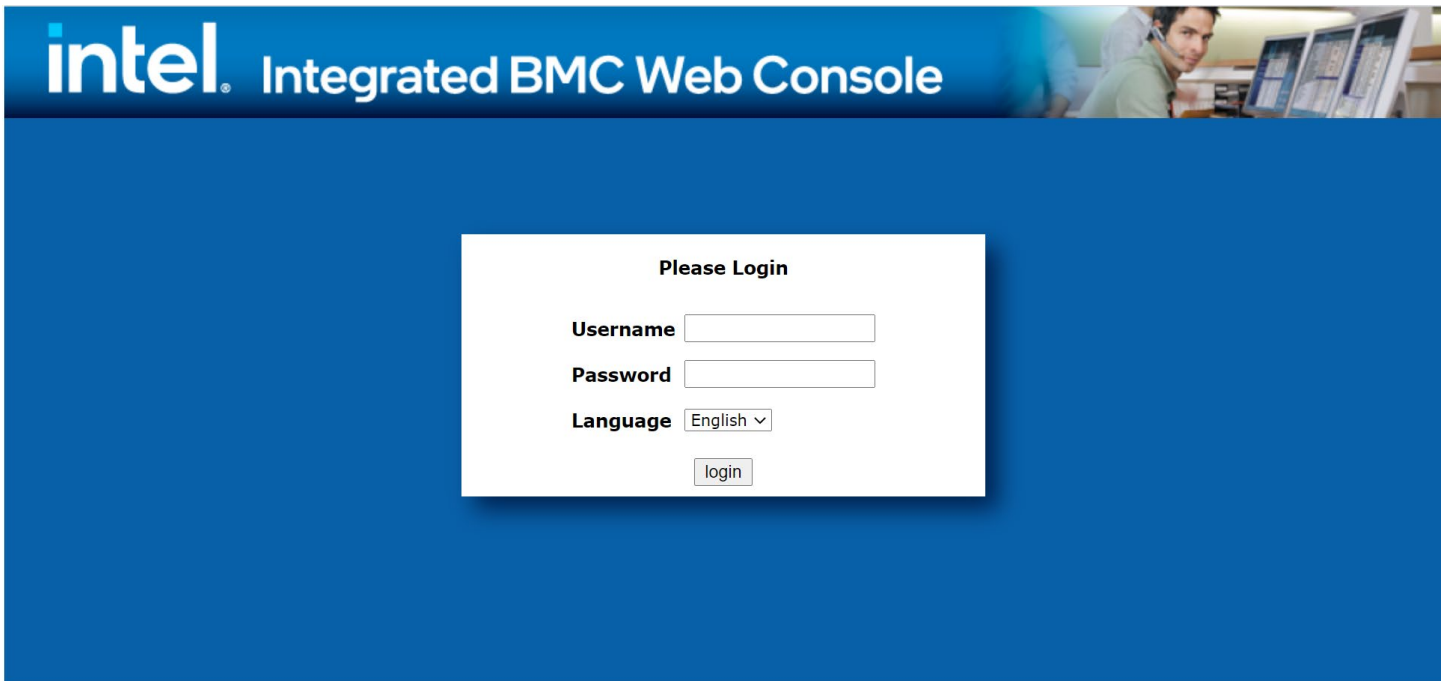 intel. Integrated BMC Web Console
Please Login
Username
Password
Language English
login